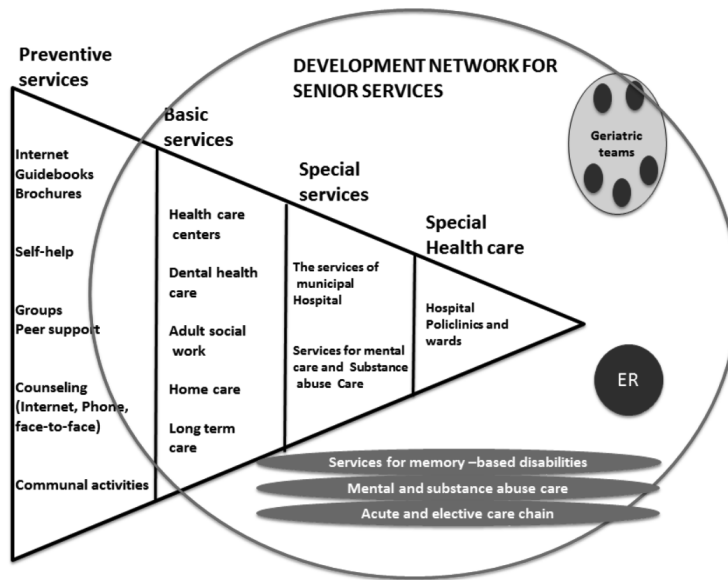 DEVELOPMENT NETWORK FOR
SENIOR SERVICES
Preventive
services
Internet
Guidebooks
Brochures
Self-help
Groups
Peer support
Counseling
(Internet, Phone,
face-to-face)
Communal activities
Basic
services
Health care
centers
Dental health
care
Adult social
work
Home care
Long term
care
Special
services
The services of
municipal
Hospital
Services for mental
care and Substance
abuse Care
Special
Health care
Hospital
Policlinics and
wards
Geriatric
teams
ER
Services for memory –based disabilities
Mental and substance abuse care
Acute and elective care chain